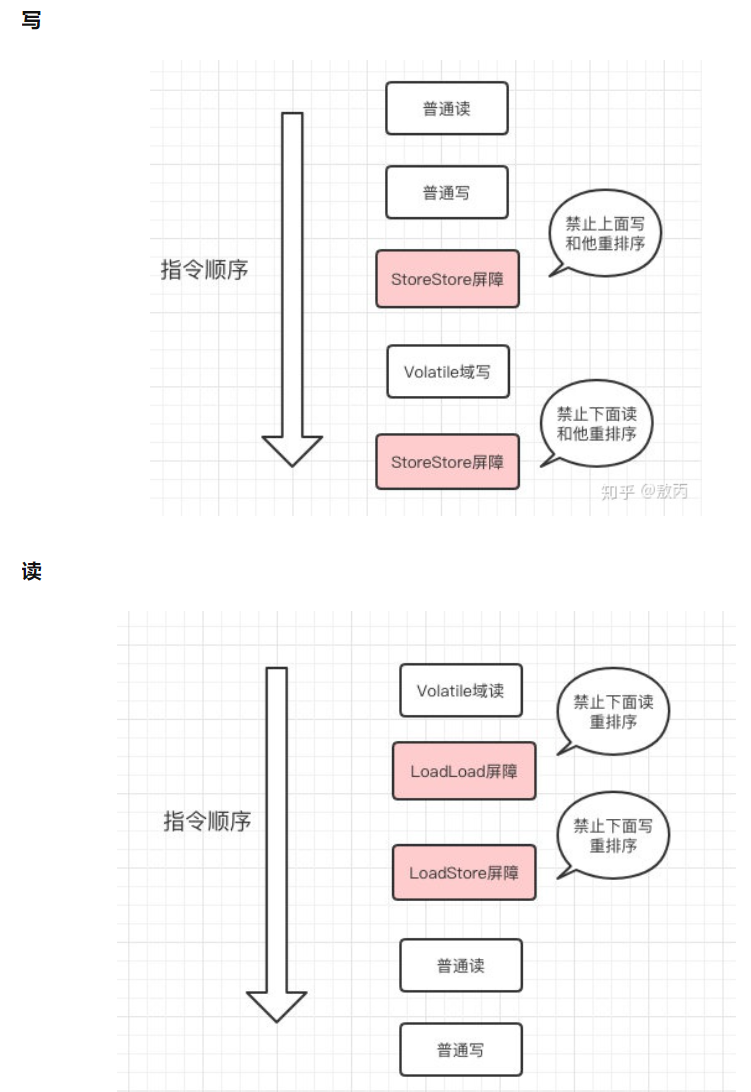 写
普通读
普通写
禁止上面写
和他重排序
指令顺序
StoreStore屏障
Volatile域写
禁止下面读
和他重排序
StoreStore屏障
知乎 @敖丙
读
Volatile域读
禁止下面读
重排序
LoadLoad屏障
指令顺序
禁止下面写
重排序
LoadStore屏障
普通读
普通写